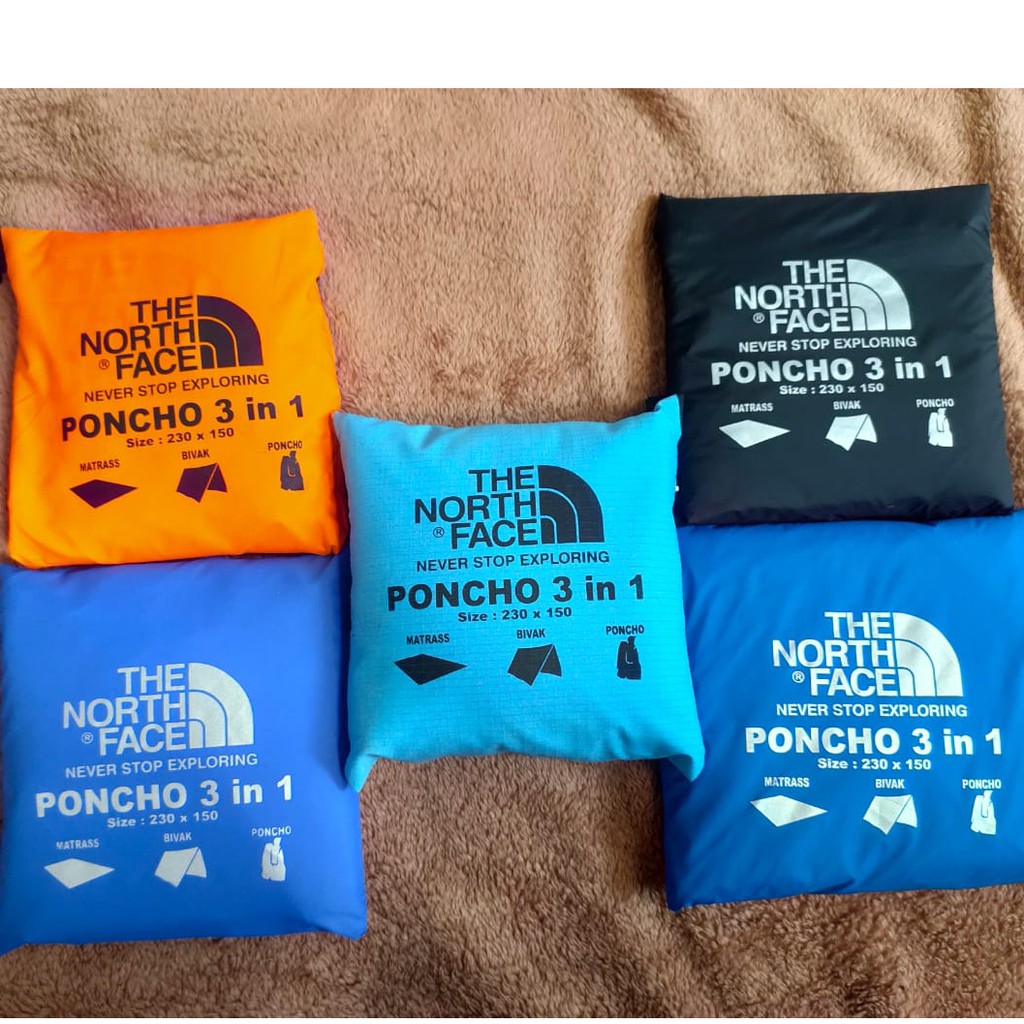 THE
NORTH
® FACE
NEVER STOP EXPLORING
PONCHO 3 in 1
Size : 230 x 150
MATRASS BIVAK PONCHO
THE
NORTH
® FACE
NEVER STOP EXPLORING
PONCHO 3 in 1
Size : 230 x 150
MATRASS BIVAK PONCHO
THE
NORTH
® FACE
NEVER STOP EXPLORING
PONCHO 3 in 1
Size : 230 x 150
MATRASS BIVAK PONCHO
THE
NORTH
® FACE
NEVER STOP EXPLORING
PONCHO 3 in 1
Size : 230 x 150
MATRASS BIVAK PONCHO
THE
NORTH
® FACE
NEVER STOP EXPLORING
PONCHO 3 in 1
Size : 230 x 150
MATRASS BIVAK PONCHO